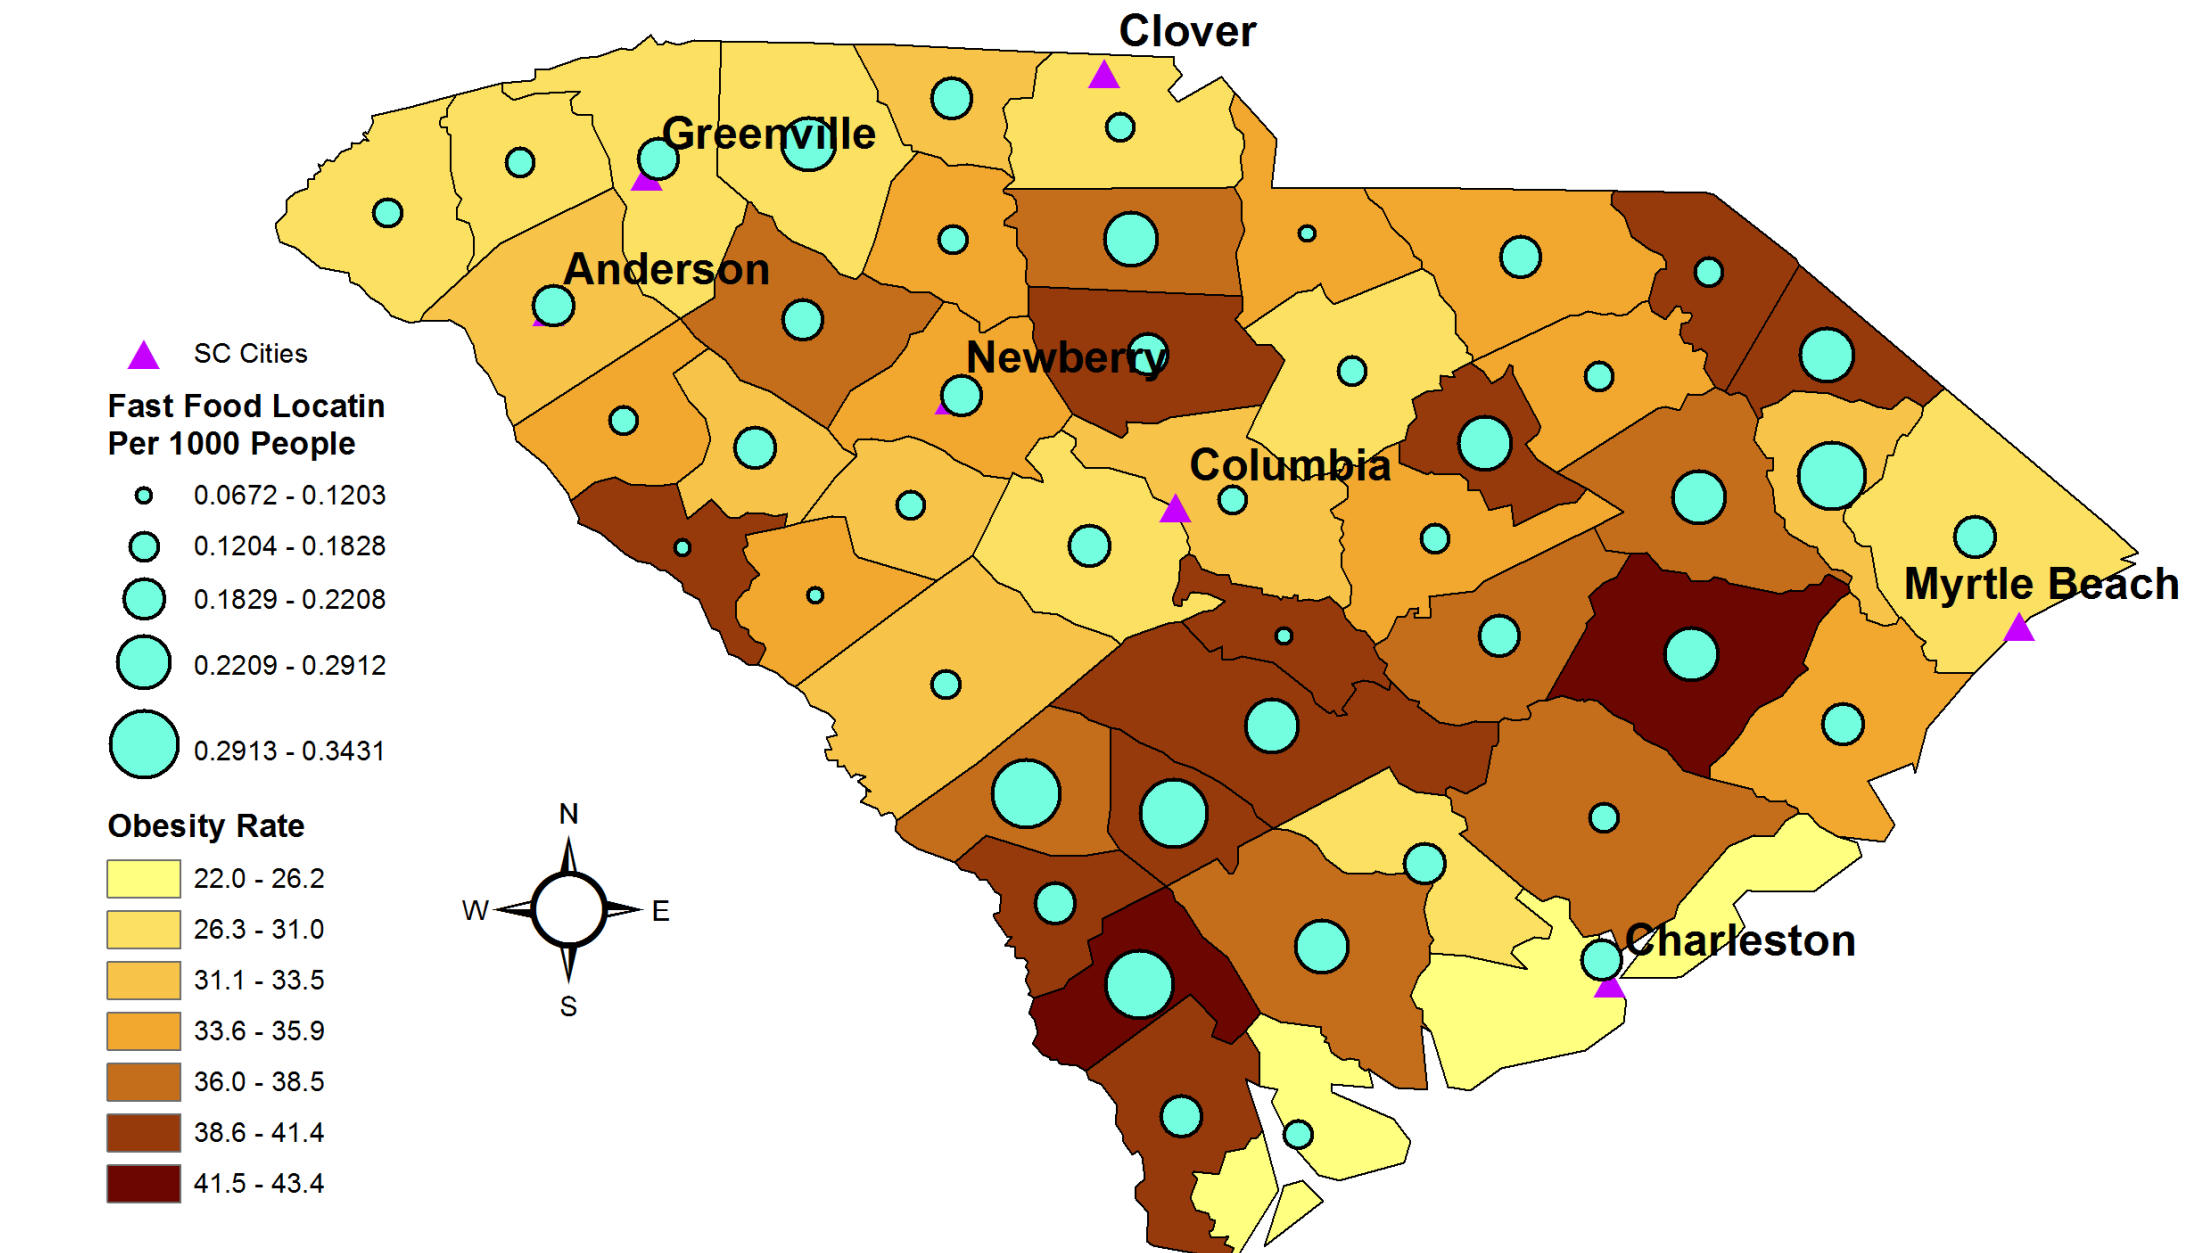 Clover
Greenville
Anderson
SC Cities
Newberry
Fast Food Locatin
Per 1000 People
Columbia
0.0672 - 0.1203
0.1204 - 0.1828
Myrtle Beach
0.1829 - 0.2208
0.2209 - 0.2912
0.2913 - 0.3431
Obesity Rate
N
22.0 - 26.2
W
E
26.3 - 31.0
Charleston
31.1 - 33.5
S
33.6 - 35.9
36.0 - 38.5
38.6 - 41.4
41.5 - 43.4